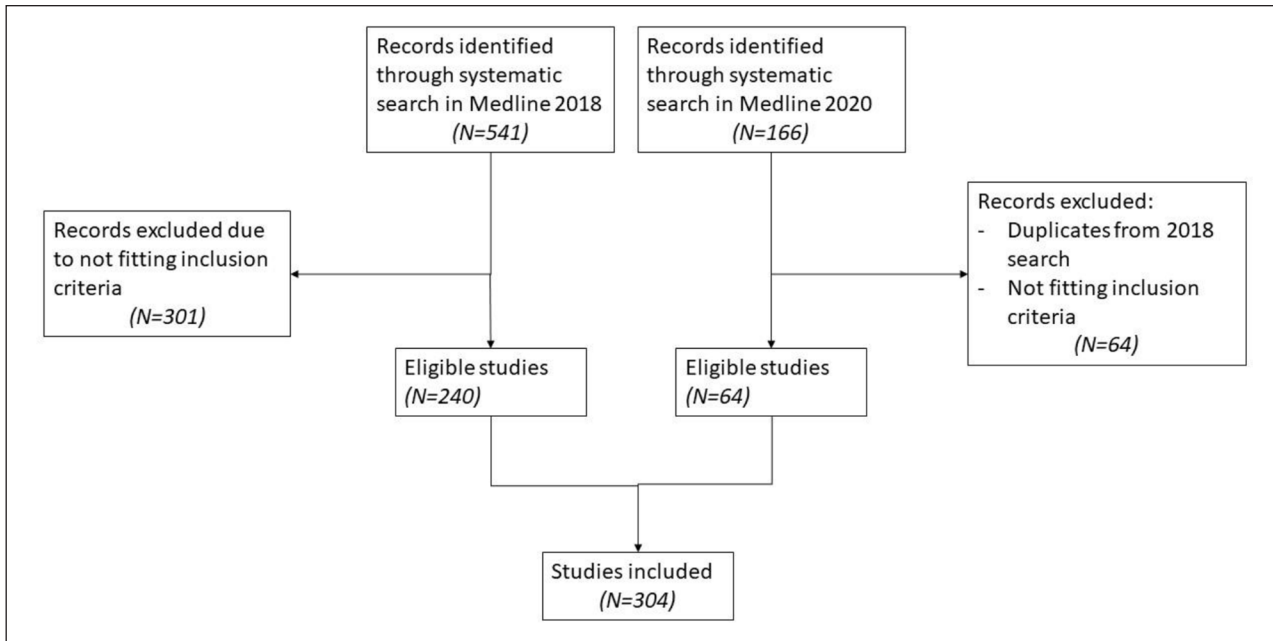 Records identified
through systematic
search in Medline 2018
(N=541)
Records identified
through systematic
search in Medline 2020
(N=166)
Records excluded due
to not fitting inclusion
criteria
(N=301)
Records excluded:
- Duplicates from 2018
search
- Not fitting inclusion
criteria
(N=64)
Eligible studies
(N=240)
Eligible studies
(N=64)
Studies included
(N=304)